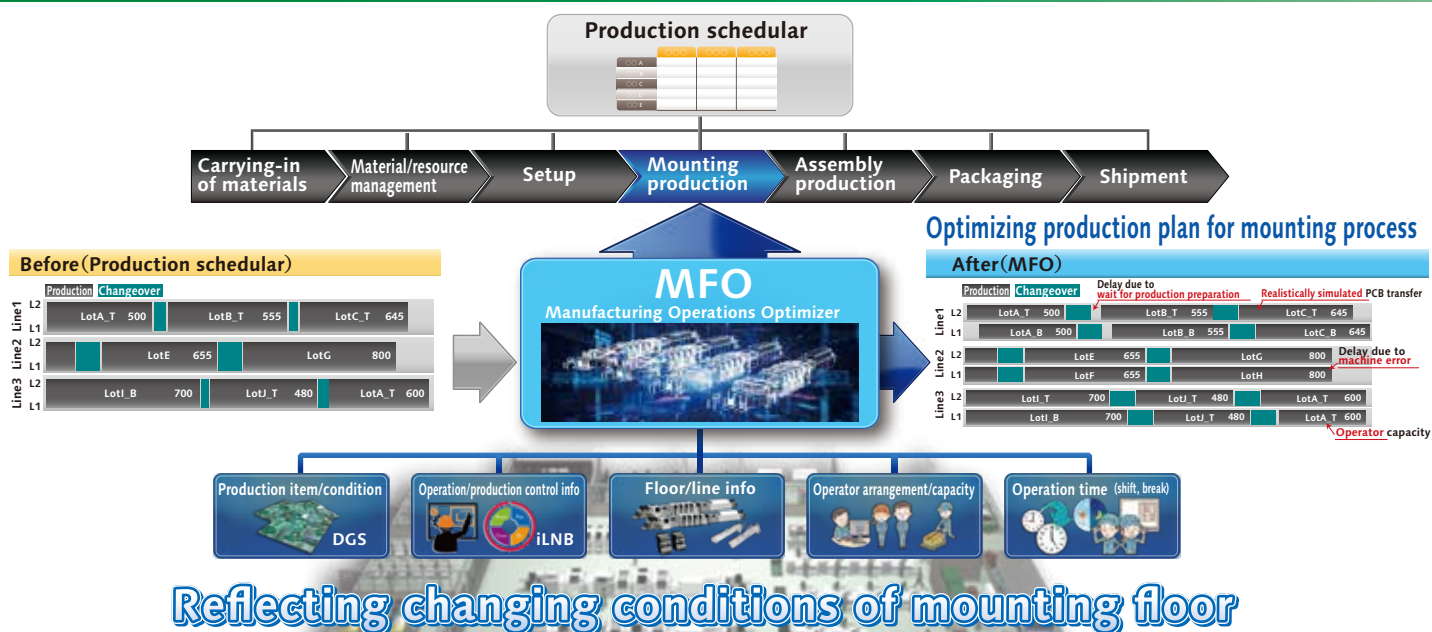 Production schedular
○○○ ○○○ ○○○
○○ A
○○ C
○○ E
Carrying-in
of materials
Material/resource
management
Setup
Mounting
production
Assembly
production
Packaging
Shipment
Optimizing production plan for mounting process
Before(Production schedular)
Production Changeover
Line1
L2
L1
LotA_T 500
LotB_T 555
LotC_T 645
Line2
L2
L1
LotE 655
LotG 800
Line3
L2
L1
LotI_B 700
LotJ_T 480
LotA_T 600
MFO
Manufacturing Operations Optimizer
After(MFO)
Production Changeover
Delay due to
wait for production preparation
Realistically simulated PCB transfer
Line1
L2 LotA_T 500 LotB_T 555 LotC_T 645
L1 LotA_B 500 LotB_B 555 LotC_B 645
Line2
L2 LotE 655 LotG 800
L1 LotF 655 LotH 800
Delay due to
machine error
Line3
L2 LotI_T 700 LotJ_T 480 LotA_T 600
L1 LotI_B 700 LotJ_T 480 LotA_T 600
Operator capacity
Production item/condition
DGS
Operation/production control info
iLNB
Floor/line info
Operator arrangement/capacity
Operation time (shift, break)
Reflecting changing conditions of mounting floor